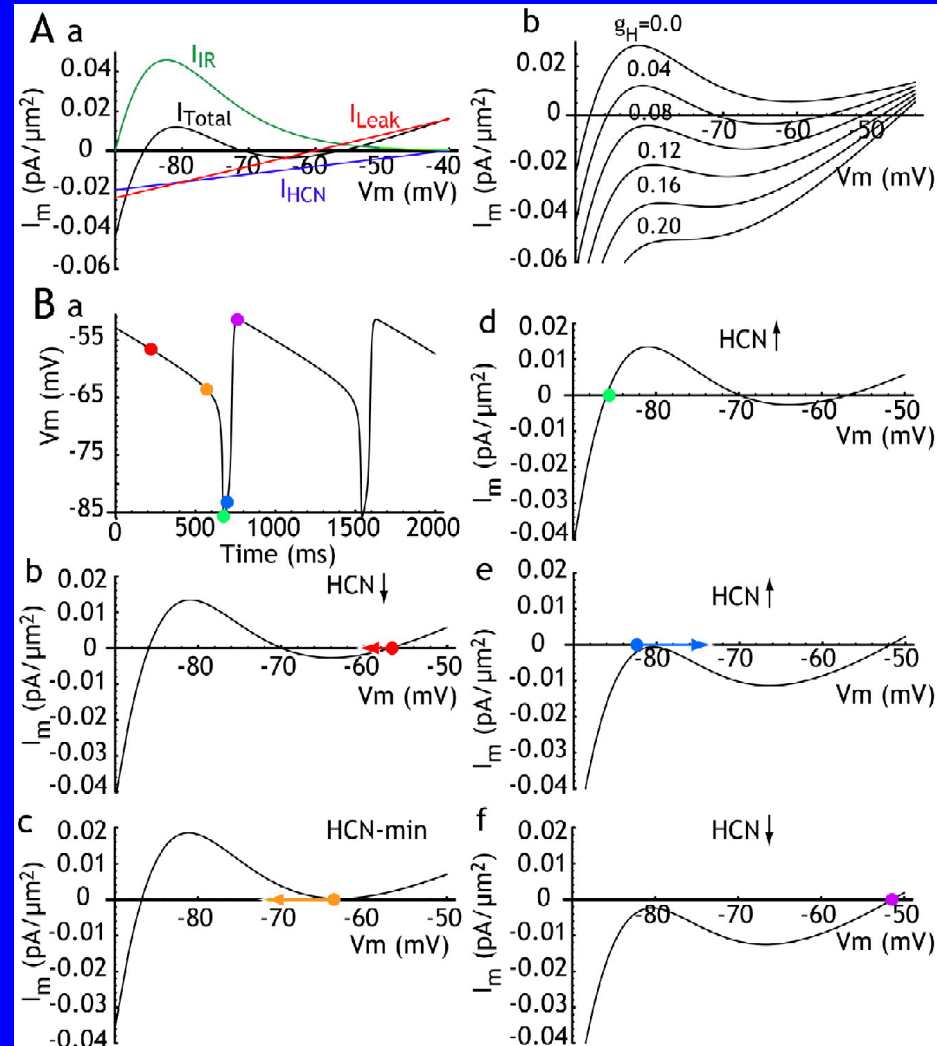 A a
I_IR
I_Total
I_Leak
I_HCN
0.04
0.02
0
-0.02
-0.04
-0.06
-80 -70 -60 -50 -40
Vm (mV)
I_m (pA/µm²)
b
g_H=0.0
0.04
0.08
0.12
0.16
0.20
0.02
0
-0.02
-0.04
-0.06
-80 -70 -60 -50
Vm (mV)
I_m (pA/µm²)
B a
-55
-65
-75
-85
0 500 1000 1500 2000
Time (ms)
Vm (mV)
d
HCN↑
0.02
0.01
0
-0.01
-0.02
-0.03
-0.04
-80 -70 -60 -50
Vm (mV)
I_m (pA/µm²)
b
HCN↓
0.02
0.01
0
-0.01
-0.02
-0.03
-0.04
-80 -70 -60 -50
Vm (mV)
I_m (pA/µm²)
e
HCN↑
0.02
0.01
0
-0.01
-0.02
-0.03
-0.04
-80 -70 -60 -50
Vm (mV)
I_m (pA/µm²)
c
HCN-min
0.02
0.01
0
-0.01
-0.02
-0.03
-0.04
-80 -70 -60 -50
Vm (mV)
I_m (pA/µm²)
f
HCN↓
0.02
0.01
0
-0.01
-0.02
-0.03
-0.04
-80 -70 -60 -50
Vm (mV)
I_m (pA/µm²)